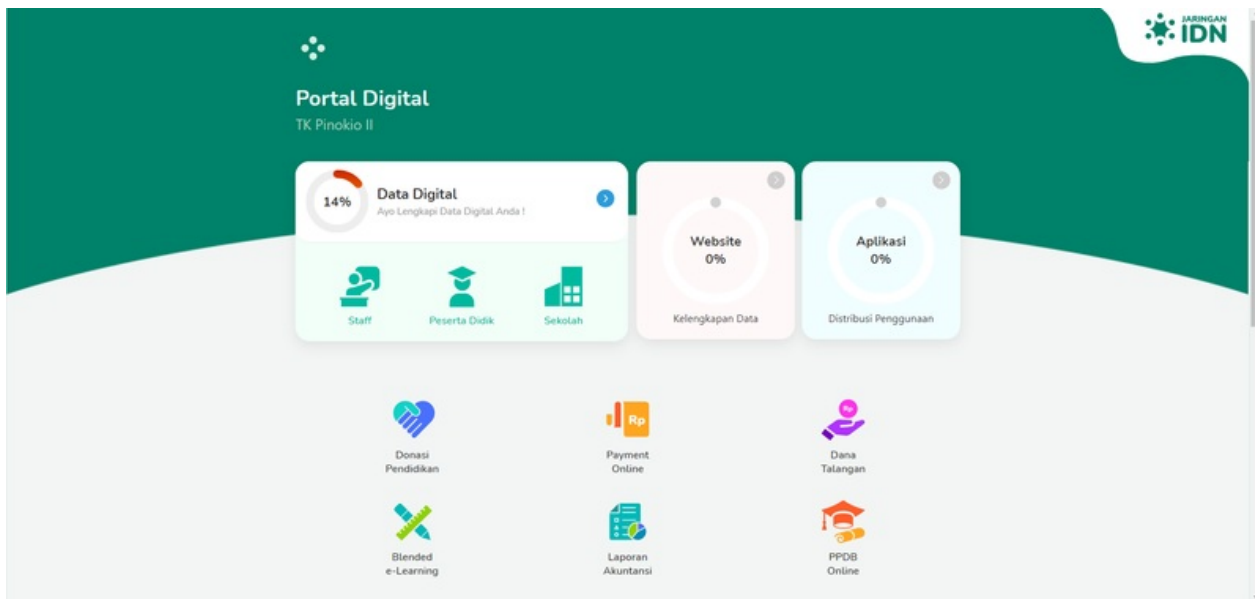 JARINGAN
IDN
Portal Digital
TK Pinokio II
14%
Data Digital
Ayo Lengkapi Data Digital Anda !
Staff
Peserta Didik
Sekolah
Website
0%
Kelengkapan Data
Aplikasi
0%
Distribusi Penggunaan
Donasi
Pendidikan
Rp
Payment
Online
Rp
Dana
Talangan
Blended
e-Learning
Laporan
Akuntansi
PPDB
Online